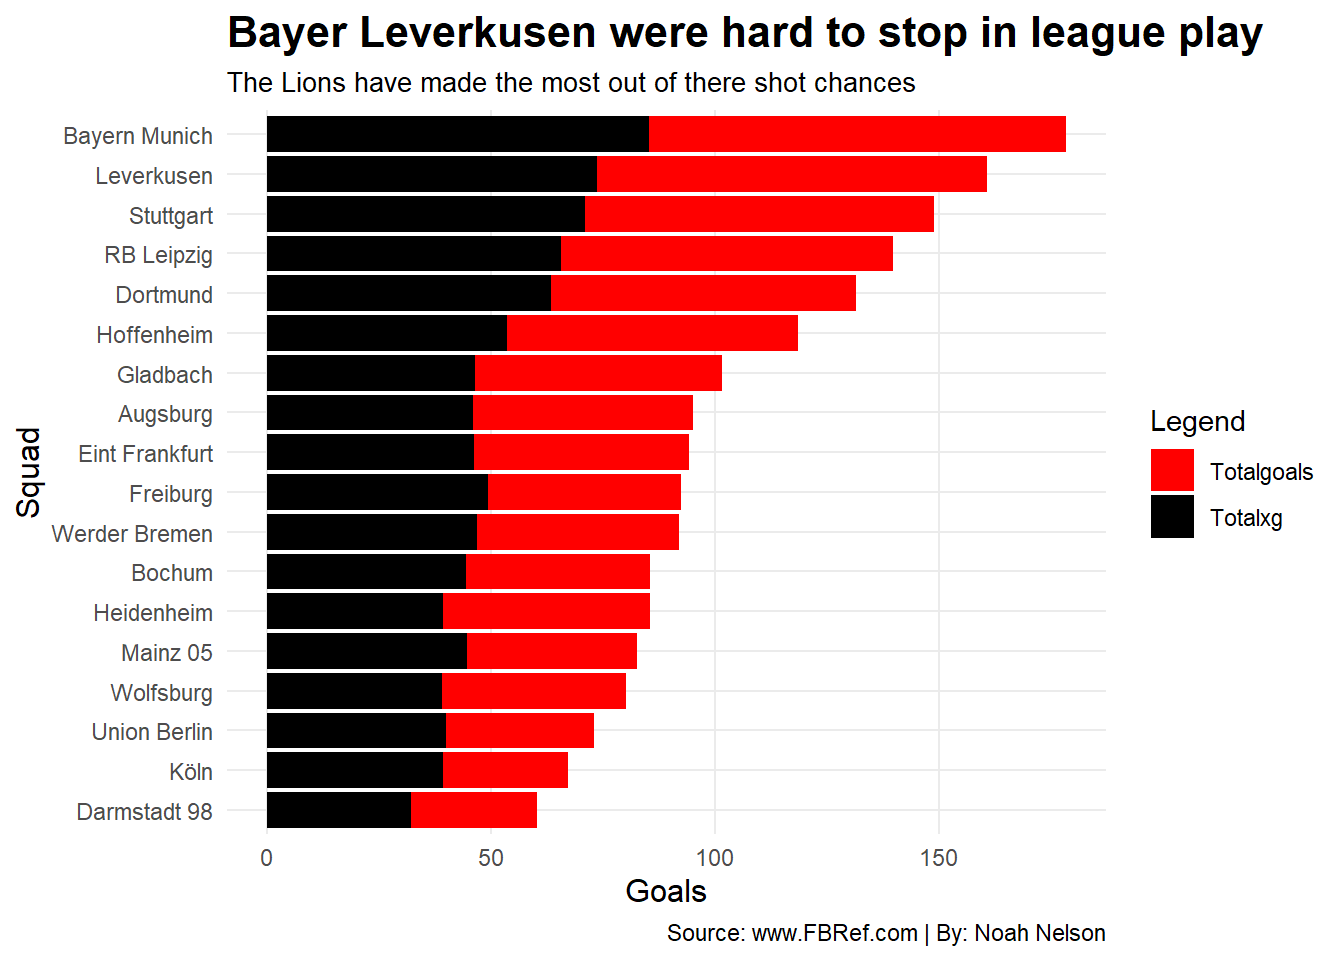 Bayer Leverkusen were hard to stop in league play
The Lions have made the most out of there shot chances
Bayern Munich
Leverkusen
Stuttgart
RB Leipzig
Dortmund
Hoffenheim
Gladbach
Augsburg
Eint Frankfurt
Freiburg
Werder Bremen
Bochum
Heidenheim
Mainz 05
Wolfsburg
Union Berlin
Köln
Darmstadt 98
Squad
0 50 100 150
Goals
Legend
Totalgoals
Totalxg
Source: www.FBRef.com | By: Noah Nelson